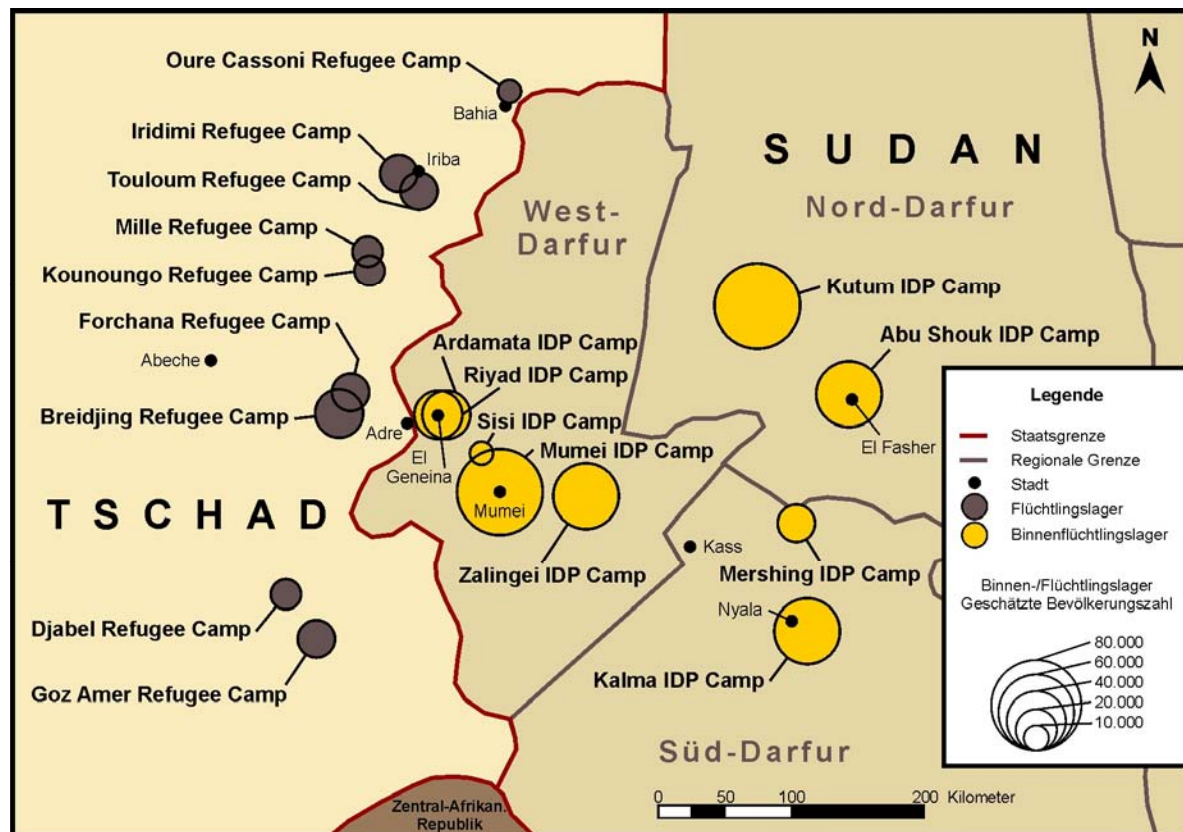 N
Oure Cassoni Refugee Camp
Bahia
Iridimi Refugee Camp
Iriba
Touloum Refugee Camp
Mille Refugee Camp
Kounoungo Refugee Camp
Forchana Refugee Camp
Abeche
Breidjing Refugee Camp
Adre
TSCHAD
Djabel Refugee Camp
Goz Amer Refugee Camp
SUDAN
West-
Darfur
Nord-Darfur
Kutum IDP Camp
Abu Shouk IDP Camp
El Fasher
Ardamata IDP Camp
Riyad IDP Camp
Sisi IDP Camp
El
Geneina
Mumei IDP Camp
Mumei
Zalingei IDP Camp
Kass
Mershing IDP Camp
Nyala
Kalma IDP Camp
Süd-Darfur
Zentral-Afrikan.
Republik
0 50 100 200 Kilometer
Legende
Staatsgrenze
Regionale Grenze
Stadt
Flüchtlingslager
Binnenflüchtlingslager
Binnen-/Flüchtlingslager
Geschätzte Bevölkerungszahl
80.000
60.000
40.000
20.000
10.000